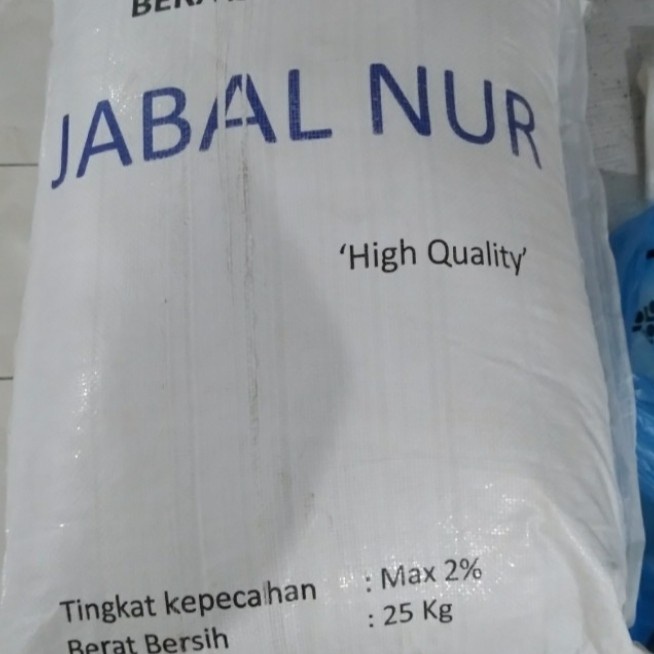 JABAL NUR
'High Quality'
Tingkat kepecahan : Max 2%
Berat Bersih : 25 Kg